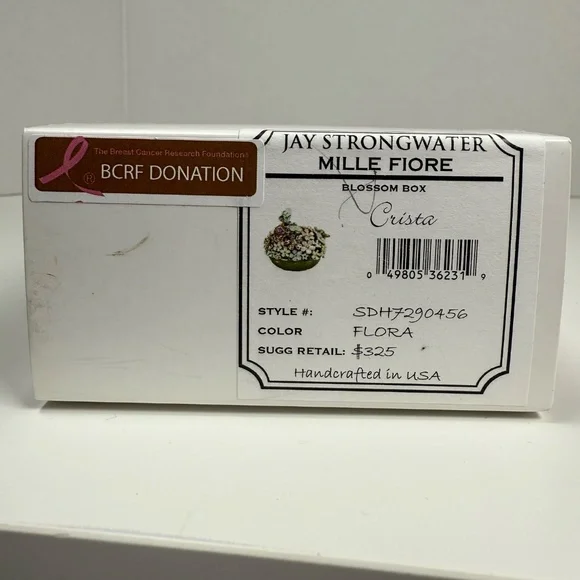 The Breast Cancer Research Foundation®
® BCRF DONATION
JAY STRONGWATER
MILLE FIORE
BLOSSOM BOX
Crista
0 49805 36231 9
STYLE #: SDH7290456
COLOR FLORA
SUGG RETAIL: $325
Handcrafted in USA